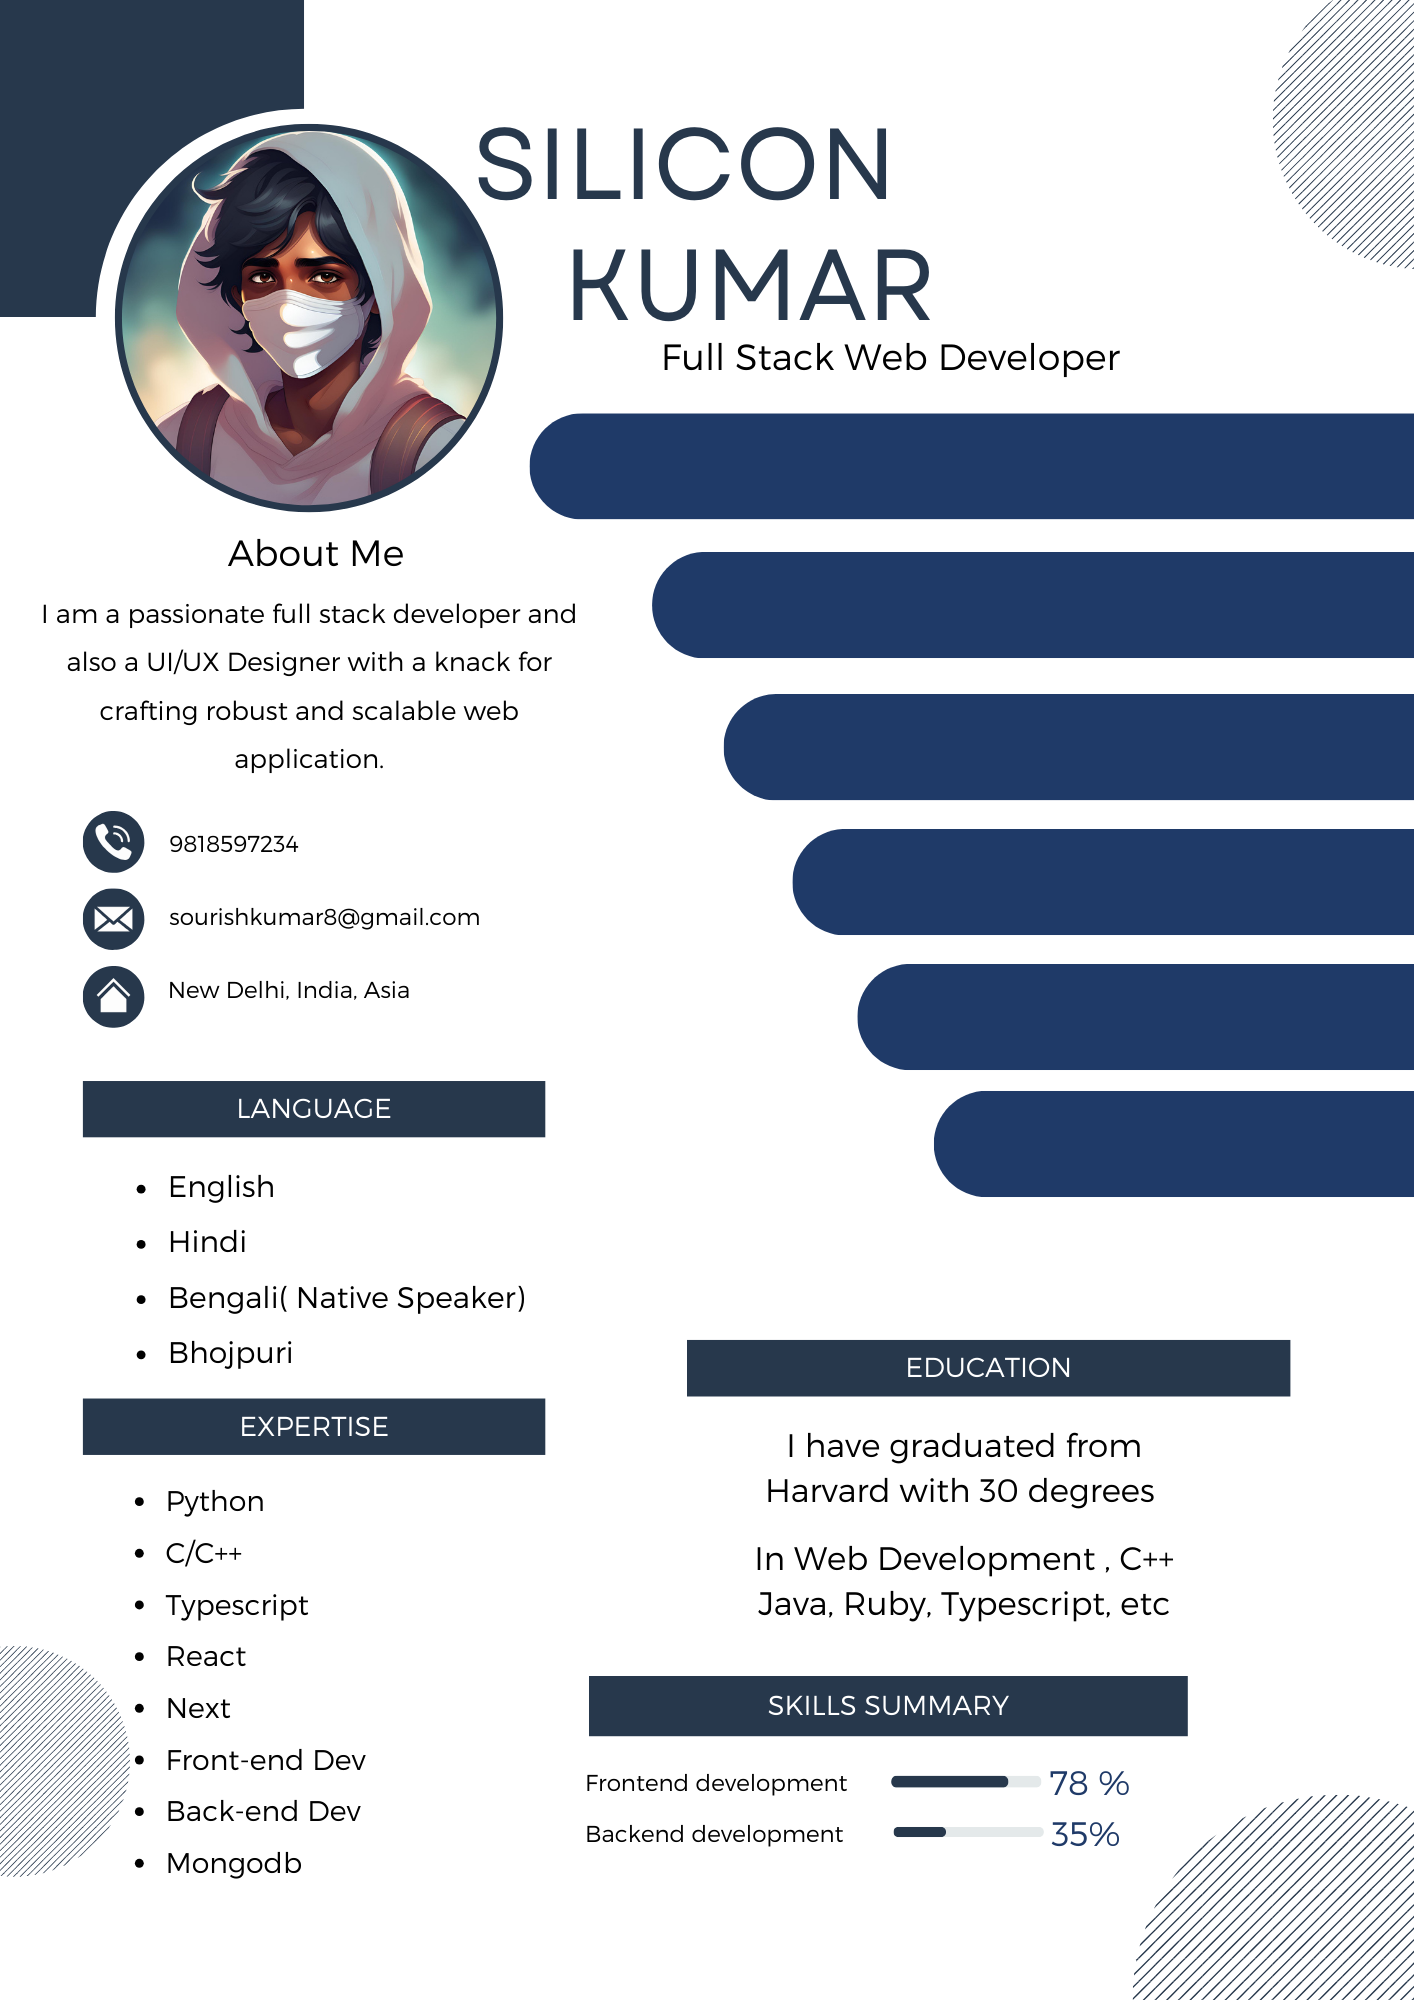 SILICON
KUMAR
Full Stack Web Developer
About Me
I am a passionate full stack developer and
also a UI/UX Designer with a knack for
crafting robust and scalable web
application.
9818597234
sourishkumar8@gmail.com
New Delhi, India, Asia
LANGUAGE
• English
• Hindi
• Bengali( Native Speaker)
• Bhojpuri
EXPERTISE
• Python
• C/C++
• Typescript
• React
• Next
• Front-end Dev
• Back-end Dev
• Mongodb
EDUCATION
I have graduated from
Harvard with 30 degrees
In Web Development , C++
Java, Ruby, Typescript, etc
SKILLS SUMMARY
Frontend development 78 %
Backend development 35%